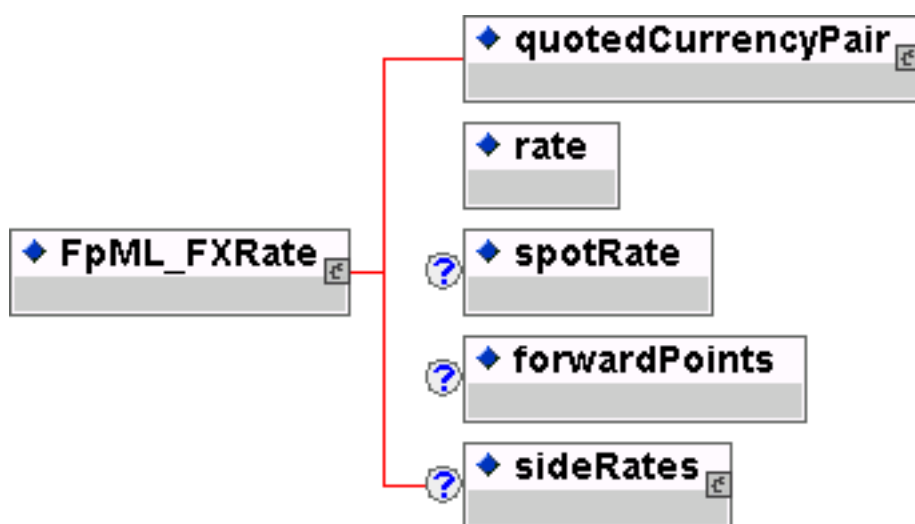 quotedCurrencyPair
rate
FpML_FXRate
? spotRate
? forwardPoints
? sideRates